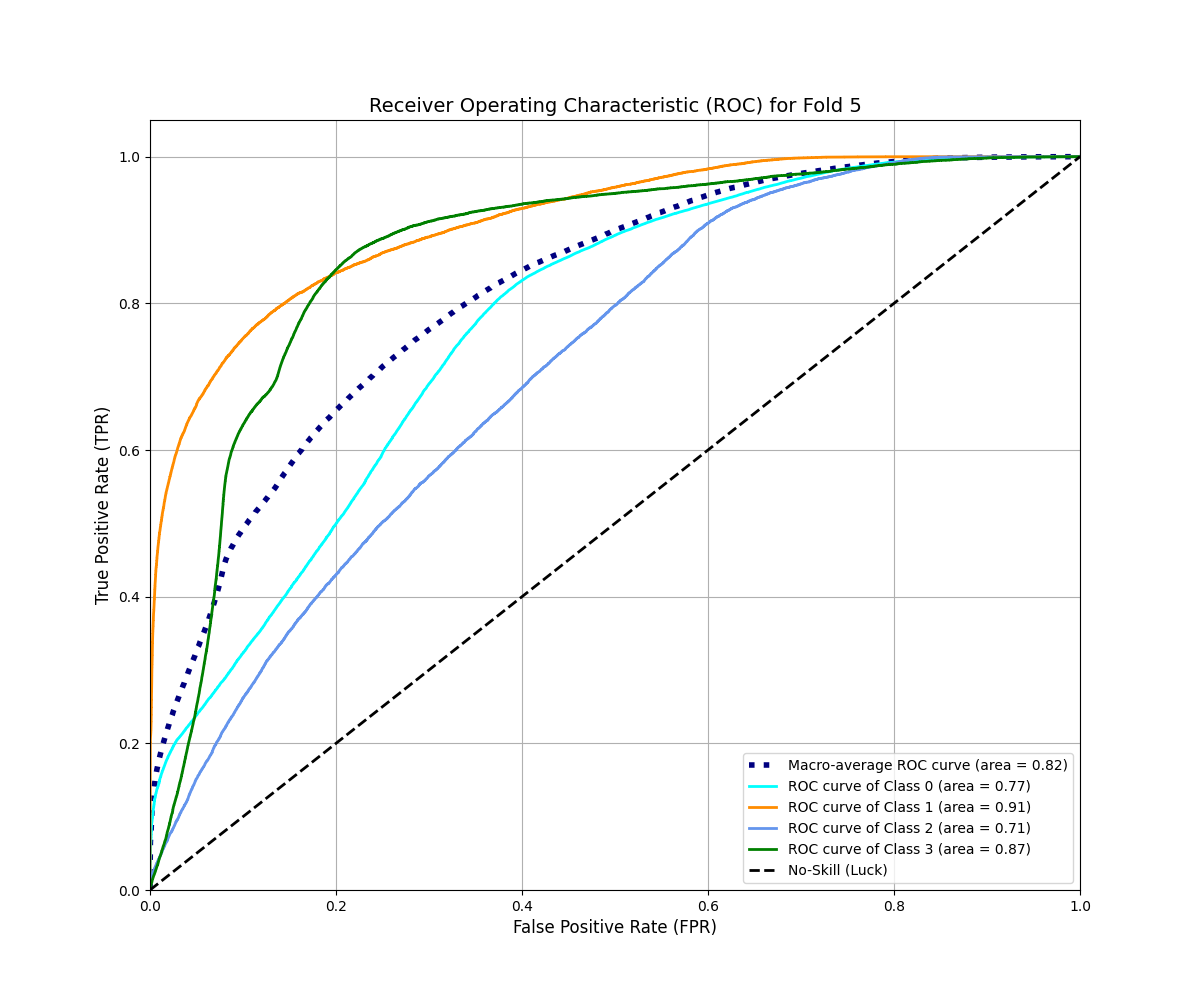 Receiver Operating Characteristic (ROC) for Fold 5
1.0
0.8
0.6
0.4
0.2
0.0
True Positive Rate (TPR)
Macro-average ROC curve (area = 0.82)
ROC curve of Class 0 (area = 0.77)
ROC curve of Class 1 (area = 0.91)
ROC curve of Class 2 (area = 0.71)
ROC curve of Class 3 (area = 0.87)
No-Skill (Luck)
0.0 0.2 0.4 0.6 0.8 1.0
False Positive Rate (FPR)